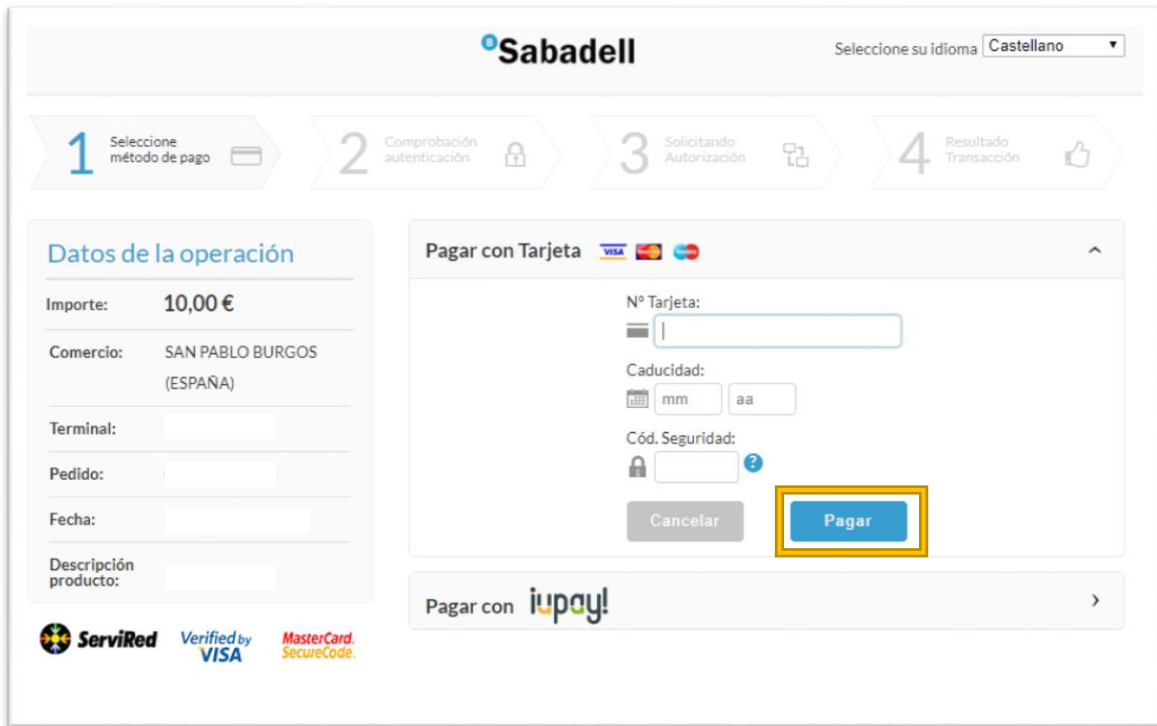 Sabadell
Seleccione su idioma Castellano
1 Seleccione método de pago
2 Comprobación autenticación
3 Solicitando Autorización
4 Resultado Transacción
Datos de la operación
Importe: 10,00 €
Comercio: SAN PABLO BURGOS
(ESPAÑA)
Terminal:
Pedido:
Fecha:
Descripción
producto:
ServiRed
Verified by
VISA
MasterCard.
SecureCode.
Pagar con Tarjeta VISA
Nº Tarjeta:
Caducidad:
mm aa
Cód. Seguridad:
?
Cancelar Pagar
Pagar con iupay!